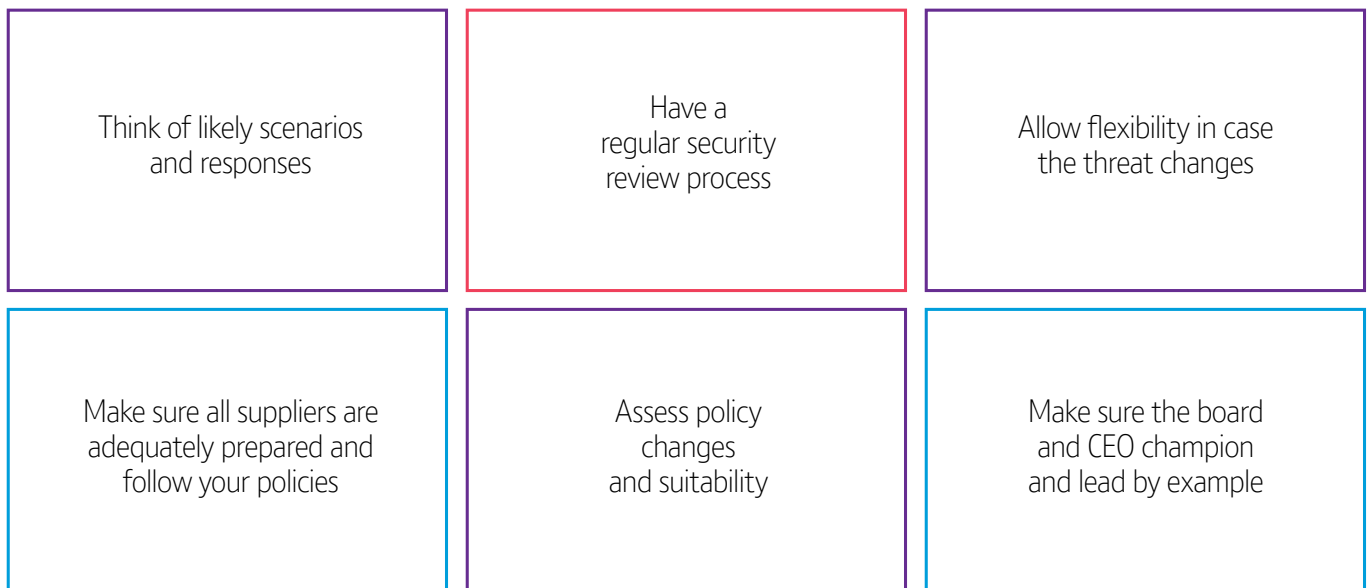 Think of likely scenarios
and responses
Have a
regular security
review process
Allow flexibility in case
the threat changes
Make sure all suppliers are
adequately prepared and
follow your policies
Assess policy
changes
and suitability
Make sure the board
and CEO champion
and lead by example